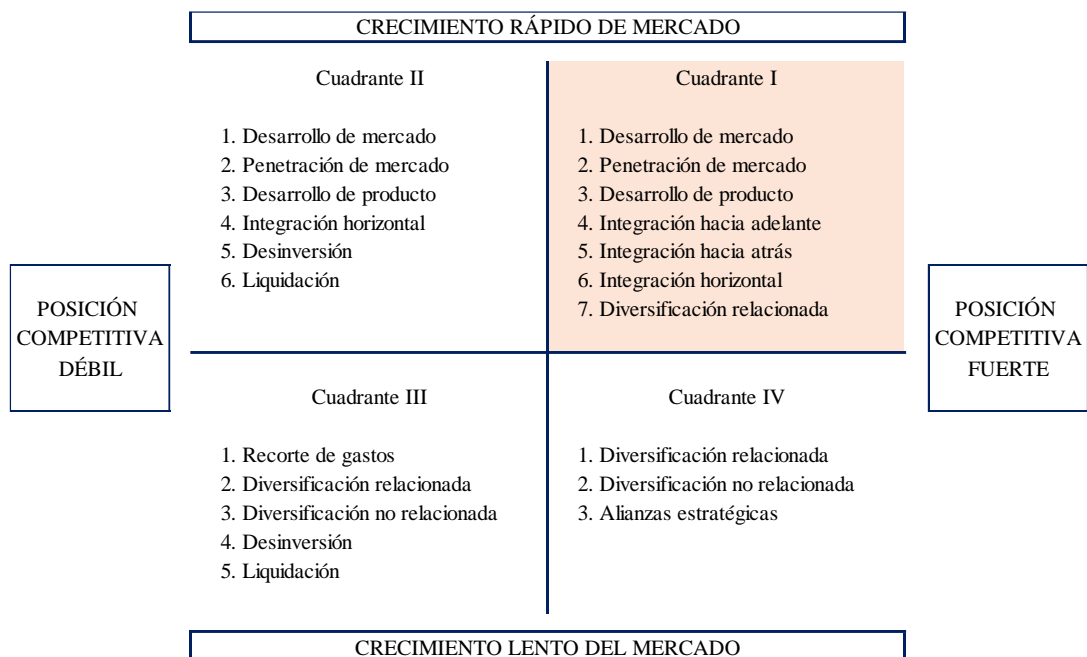 CRECIMIENTO RÁPIDO DE MERCADO
Cuadrante II
1. Desarrollo de mercado
2. Penetración de mercado
3. Desarrollo de producto
4. Integración horizontal
5. Desinversión
6. Liquidación
Cuadrante I
1. Desarrollo de mercado
2. Penetración de mercado
3. Desarrollo de producto
4. Integración hacia adelante
5. Integración hacia atrás
6. Integración horizontal
7. Diversificación relacionada
POSICIÓN
COMPETITIVA
DÉBIL
POSICIÓN
COMPETITIVA
FUERTE
Cuadrante III
1. Recorte de gastos
2. Diversificación relacionada
3. Diversificación no relacionada
4. Desinversión
5. Liquidación
Cuadrante IV
1. Diversificación relacionada
2. Diversificación no relacionada
3. Alianzas estratégicas
CRECIMIENTO LENTO DEL MERCADO